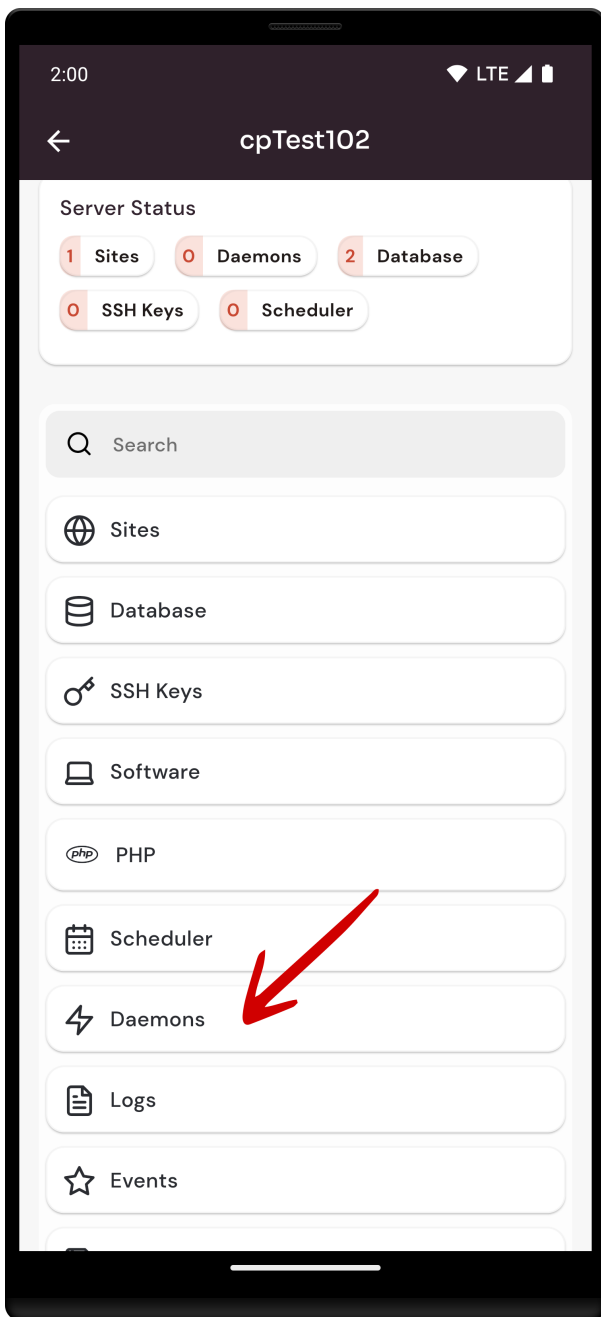 2:00 LTE
cpTest102
Server Status
1 Sites 0 Daemons 2 Database
0 SSH Keys 0 Scheduler
Search
Sites
Database
SSH Keys
Software
php PHP
Scheduler
Daemons
Logs
Events